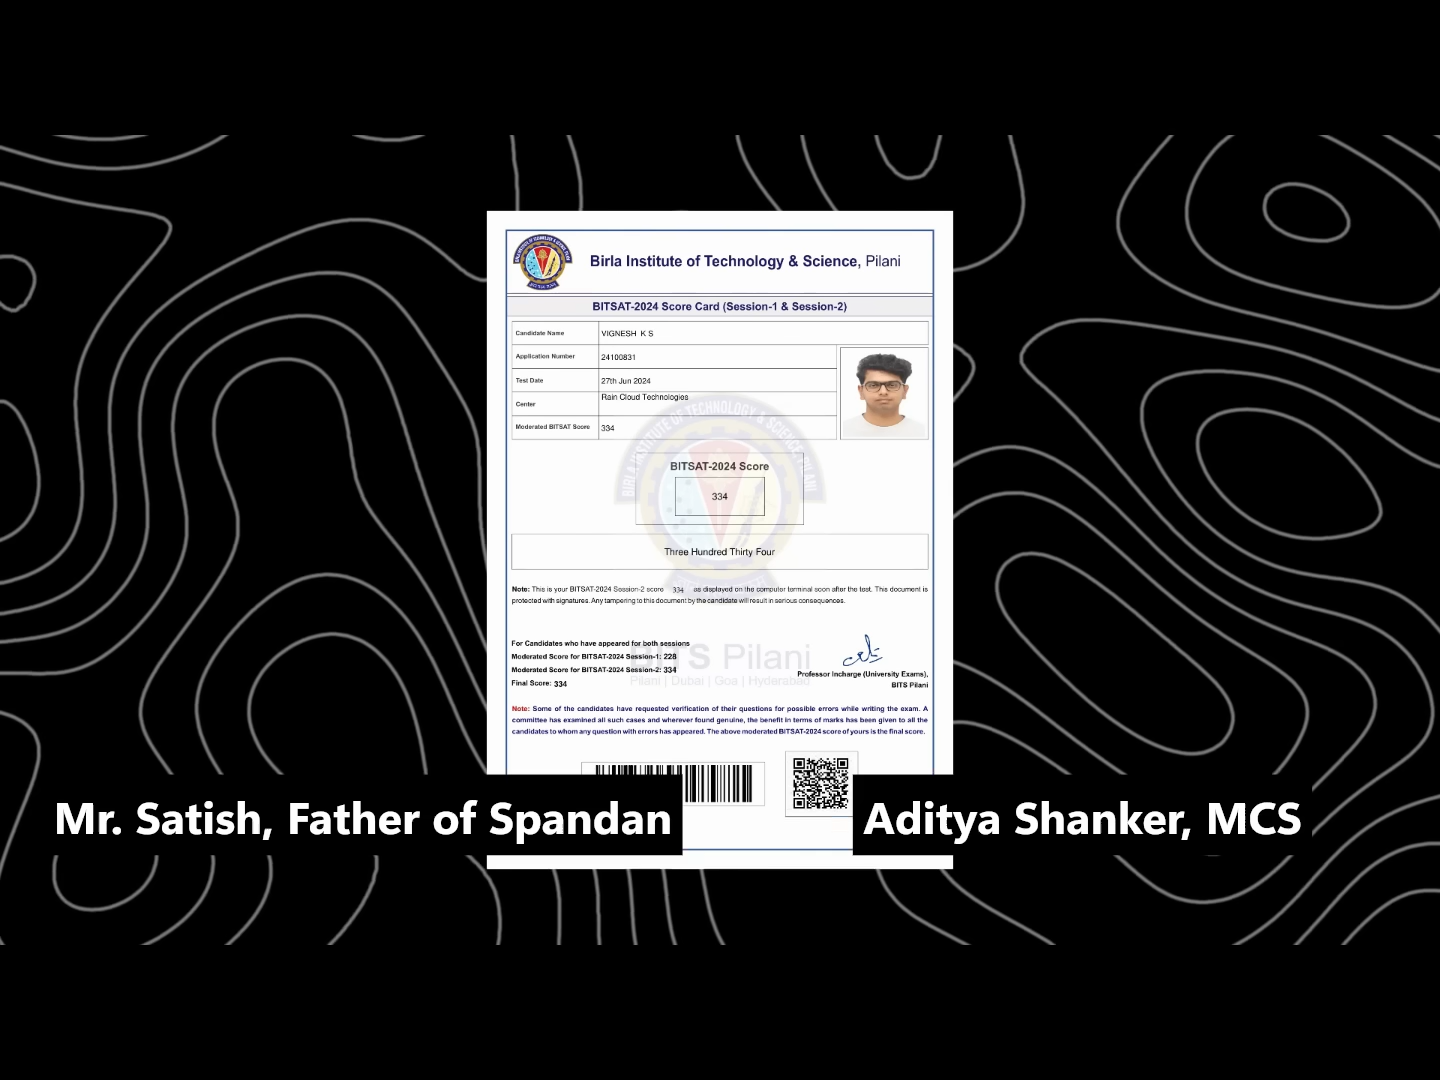 Birla Institute of Technology & Science, Pilani
BITSAT-2024 Score Card (Session-1 & Session-2)
Candidate Name VIGNESH K S
Application Number 24100831
Test Date 27th Jun 2024
Center Rain Cloud Technologies
Moderated BITSAT Score 334
BITSAT-2024 Score
334
Three Hundred Thirty Four
Note: This is your BITSAT-2024 Session-2 score 334 as displayed on the computer terminal soon after the test. This document is
protected with signatures. Any tampering to this document by the candidate will result in serious consequences.
For Candidates who have appeared for both sessions
Moderated Score for BITSAT-2024 Session-1: 228
Moderated Score for BITSAT-2024 Session-2: 334
Final Score: 334
BITS Pilani
Pilani | Dubai | Goa | Hyderabad
Professor Incharge (University Exams),
BITS Pilani
Note: Some of the candidates have requested verification of their questions for possible errors while writing the exam. A
committee has examined all such cases and wherever found genuine, the benefit in terms of marks has been given to all the
candidates to whom any question with errors has appeared. The above moderated BITSAT-2024 score of yours is the final score.
Mr. Satish, Father of Spandan
Aditya Shanker, MCS